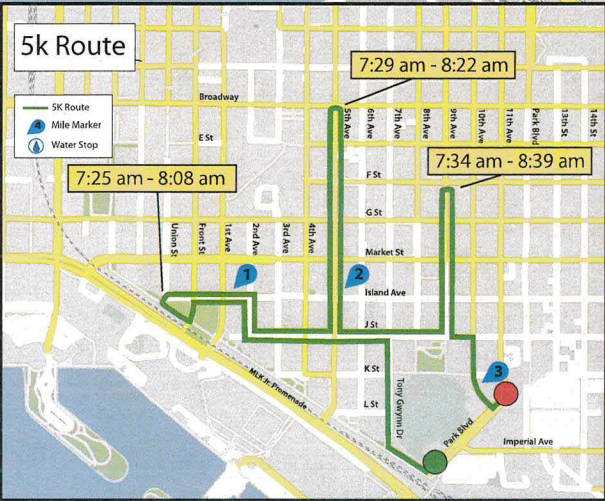 5k Route
7:29 am - 8:22 am
5K Route
4 Mile Marker
Water Stop
Broadway
5th Ave
6th Ave
7th Ave
8th Ave
9th Ave
10th Ave
11th Ave
Park Blvd
13th St
14th St
E St
7:34 am - 8:39 am
7:25 am - 8:08 am
F St
G St
Union St
Front St
1st Ave
2nd Ave
3rd Ave
4th Ave
Market St
1
2
Island Ave
J St
K St
3
MLK Jr. Promenade
Tony Gwynn Dr
L St
Park Blvd
Imperial Ave